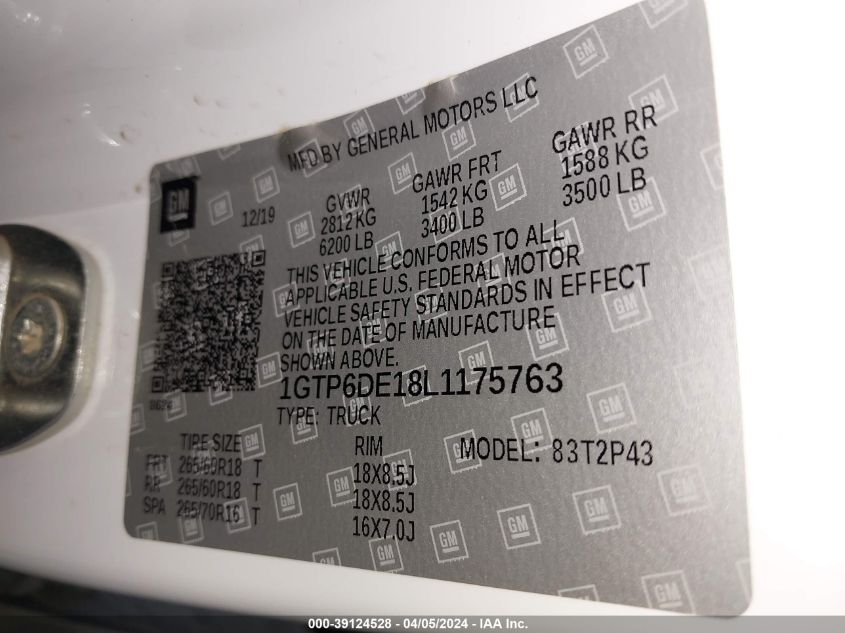 MFD BY GENERAL MOTORS LLC
GM
12/19
GVWR GAWR FRT GAWR RR
2812 KG 1542 KG 1588 KG
6200 LB 3400 LB 3500 LB
THIS VEHICLE CONFORMS TO ALL
APPLICABLE U.S. FEDERAL MOTOR
VEHICLE SAFETY STANDARDS IN EFFECT
ON THE DATE OF MANUFACTURE
SHOWN ABOVE.
1GTP6DE18L1175763
TYPE: TRUCK
TIRE SIZE RIM MODEL: 83T2P43
FRT 265/60R18 T 18X8.5J
RR 265/60R18 T 18X8.5J
SPA 265/70R16 T 16X7.0J
000-39124528 - 04/05/2024 - IAA Inc.